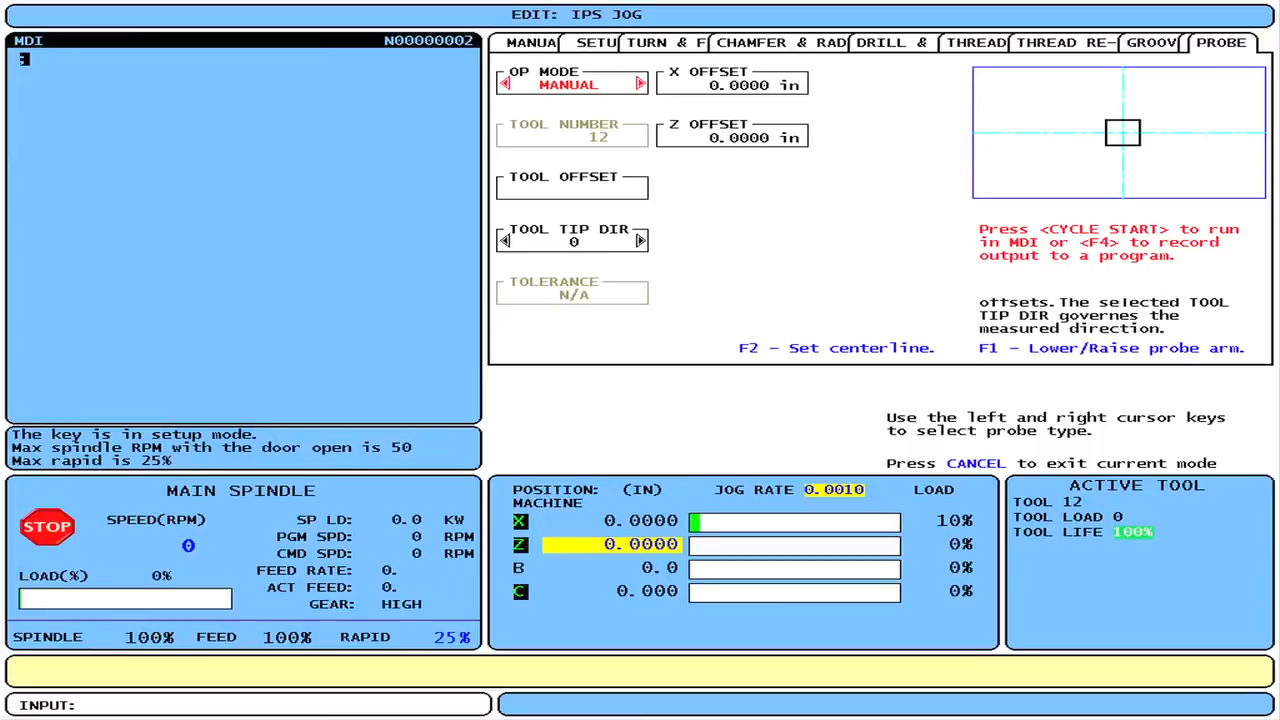 EDIT: IPS JOG
MDI N00000002
MANUA SETU TURN & F CHAMFER & RAD DRILL & THREAD THREAD RE- GROOV PROBE
OP MODE
MANUAL
X OFFSET
0.0000 in
TOOL NUMBER
12
Z OFFSET
0.0000 in
TOOL OFFSET
TOOL TIP DIR
0
TOLERANCE
N/A
Press <CYCLE START> to run
in MDI or <F4> to record
output to a program.
offsets.The selected TOOL
TIP DIR governes the
measured direction.
F2 - Set centerline. F1 - Lower/Raise probe arm.
Use the left and right cursor keys
to select probe type.
Press CANCEL to exit current mode
The key is in setup mode.
Max spindle RPM with the door open is 50
Max rapid is 25%
MAIN SPINDLE
STOP
SPEED(RPM)
0
LOAD(%) 0%
SP LD: 0.0 KW
PGM SPD: 0 RPM
CMD SPD: 0 RPM
FEED RATE: 0.
ACT FEED: 0.
GEAR: HIGH
SPINDLE 100% FEED 100% RAPID 25%
POSITION: (IN) JOG RATE 0.0010 LOAD
MACHINE
X 0.0000 10%
Z 0.0000 0%
B 0.0 0%
C 0.000 0%
ACTIVE TOOL
TOOL 12
TOOL LOAD 0
TOOL LIFE 100%
INPUT: